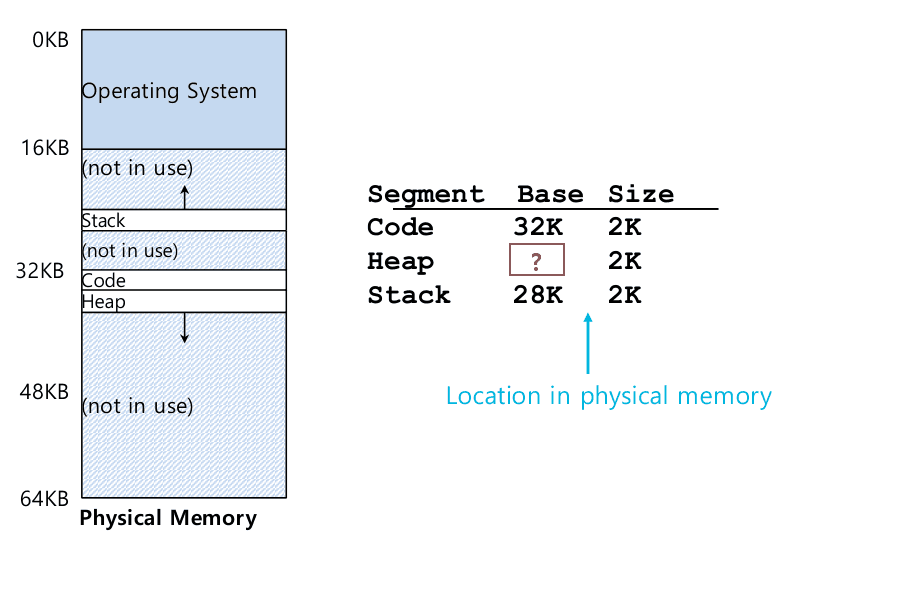 0KB
Operating System
16KB
(not in use)
Stack
(not in use)
32KB
Code
Heap
48KB
(not in use)
64KB
Physical Memory
Segment Base Size
Code 32K 2K
Heap ? 2K
Stack 28K 2K
Location in physical memory